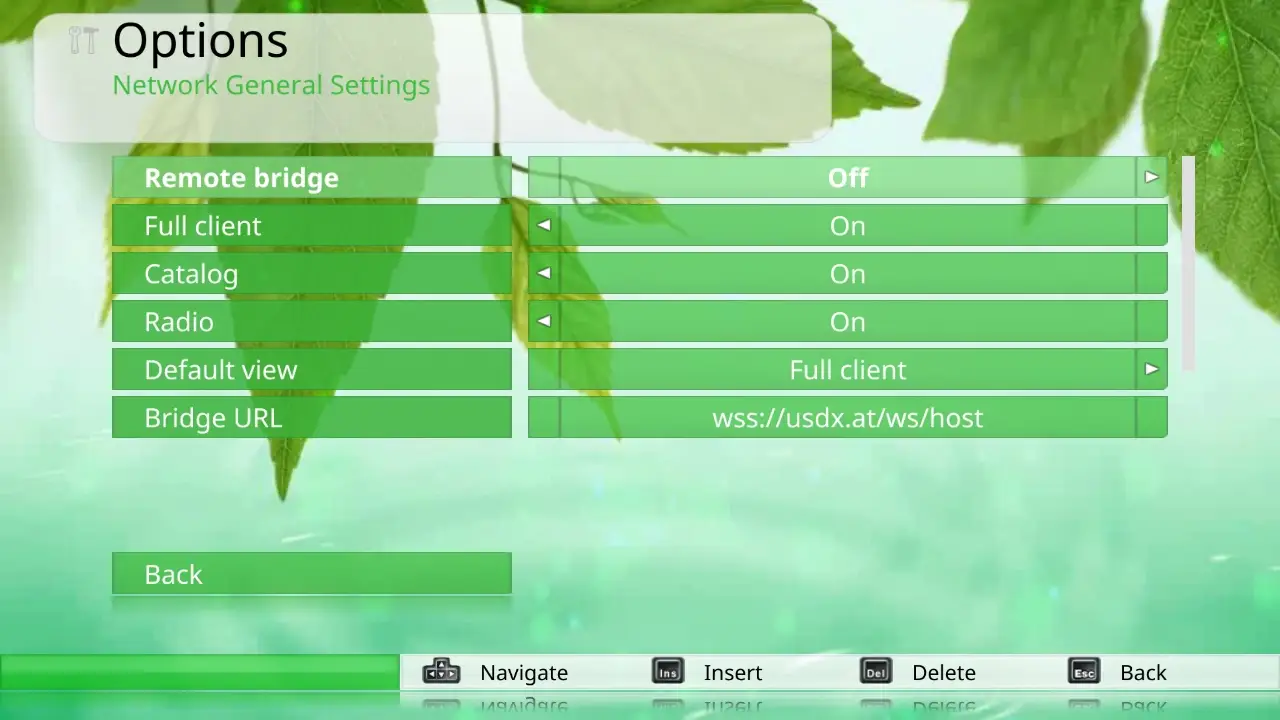 Options
Network General Settings
Remote bridge Off
Full client On
Catalog On
Radio On
Default view Full client
Bridge URL wss://usdx.at/ws/host
Back
Navigate Ins Insert Del Delete Esc Back